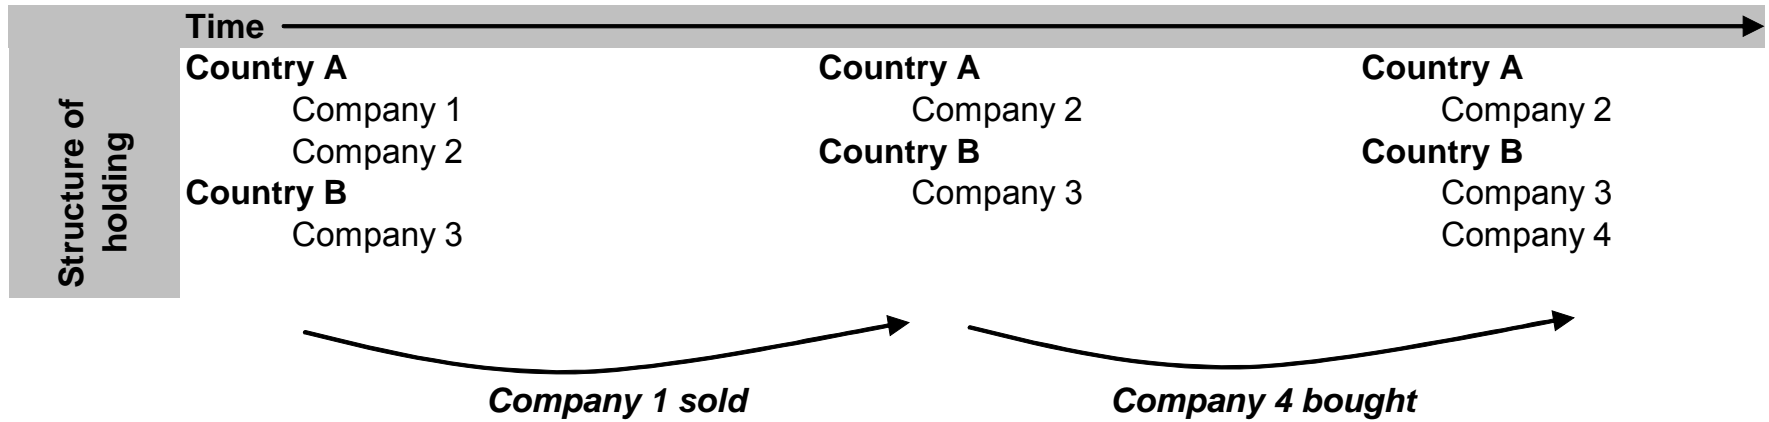 Time
Structure of
holding
Country A
Company 1
Company 2
Country B
Company 3
Country A
Company 2
Country B
Company 3
Country A
Company 2
Country B
Company 3
Company 4
Company 1 sold
Company 4 bought